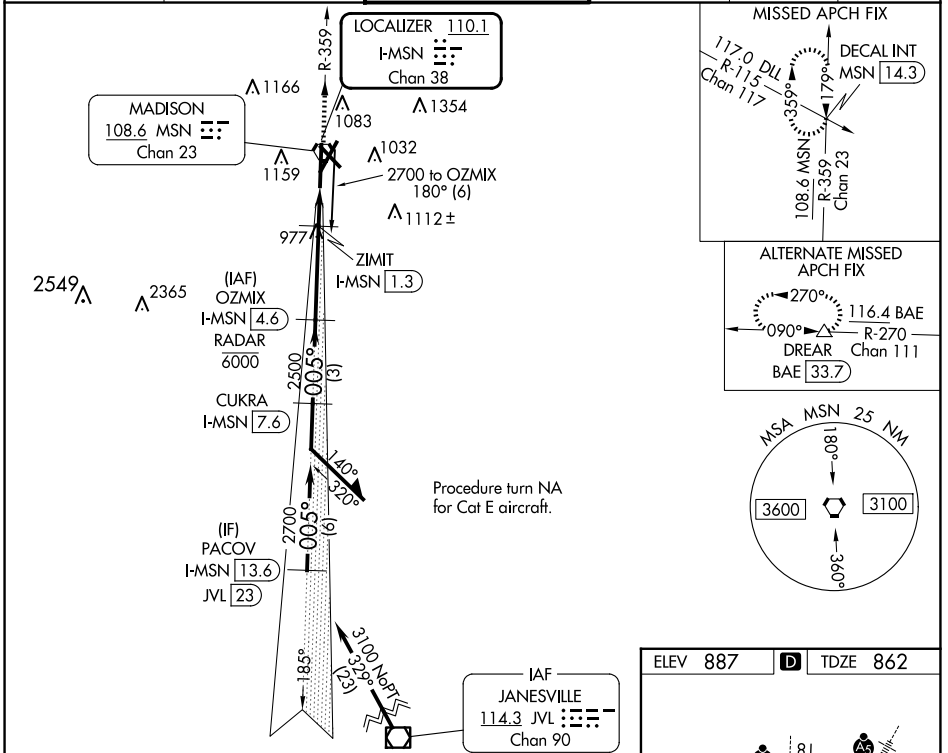 LOCALIZER 110.1
I-MSN
Chan 38
R-359
MADISON
108.6 MSN
Chan 23
1166
1083
1354
1159
1032
2700 to OZMIX
180° (6)
1112 ±
977
ZIMIT
I-MSN 1.3
2549
2365
(IAF)
OZMIX
I-MSN 4.6
RADAR
6000
2500
005°
(3)
CUKRA
I-MSN 7.6
140°
320°
Procedure turn NA
for Cat E aircraft.
2700
005°
(6)
(IF)
PACOV
I-MSN 13.6
JVL 23
185°
3100 NoPT
329°
(23)
IAF
JANESVILLE
114.3 JVL
Chan 90
MISSED APCH FIX
117.0 DLL
R-115
Chan 117
359°
179°
DECAL INT
MSN 14.3
108.6 MSN
R-359
Chan 23
ALTERNATE MISSED
APCH FIX
270°
090°
116.4 BAE
R-270
Chan 111
DREAR
BAE 33.7
MSA MSN 25 NM
180°
3600
3100
360°
ELEV 887 D TDZE 862
81
A5